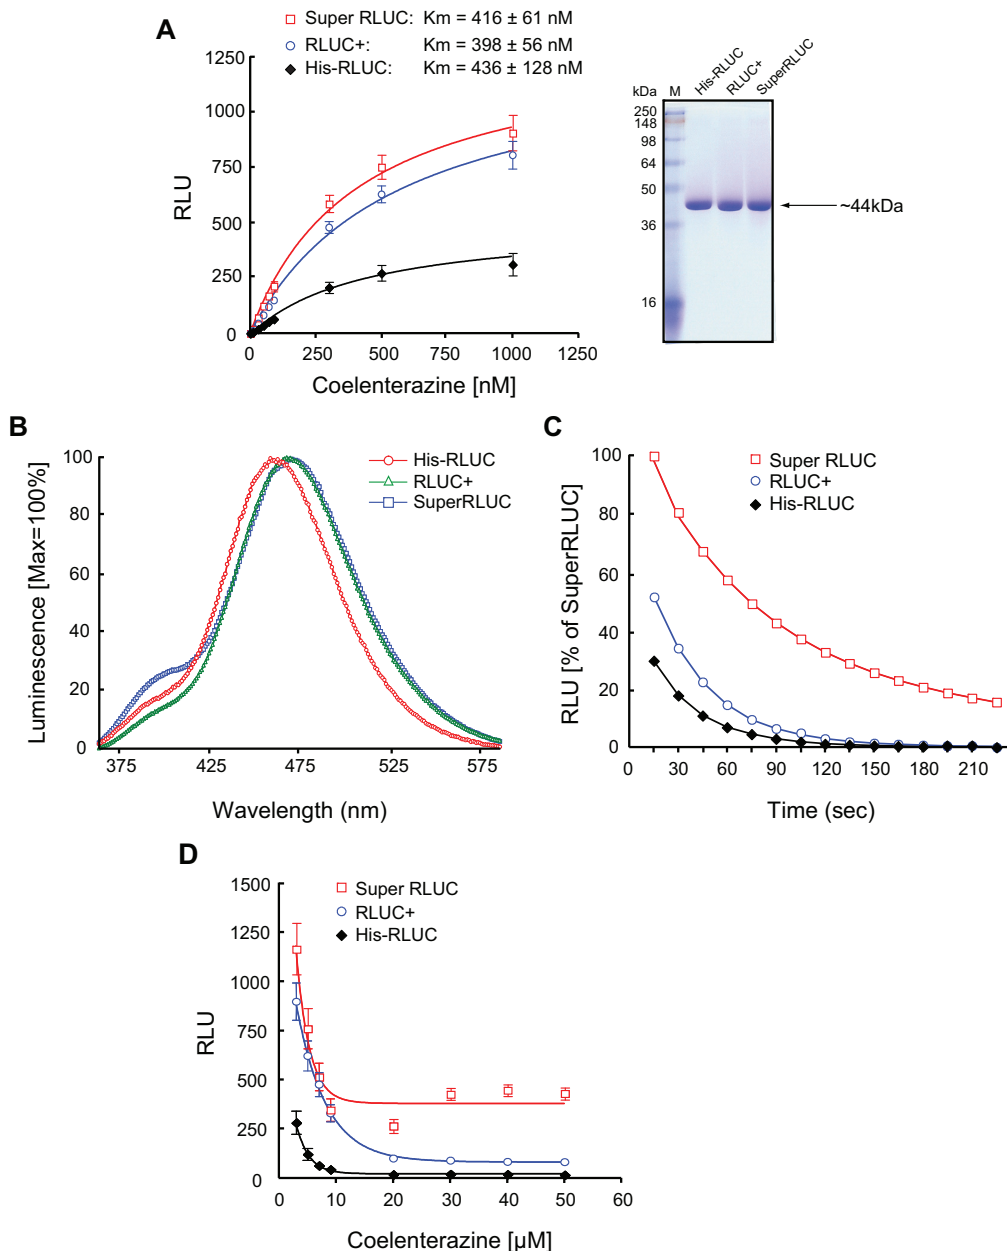 A
Super RLUC: Km = 416 ± 61 nM
RLUC+: Km = 398 ± 56 nM
His-RLUC: Km = 436 ± 128 nM
1250
1000
750
500
250
0
RLU
0 250 500 750 1000 1250
Coelenterazine [nM]
kDa M His-RLUC RLUC+ SuperRLUC
250
148
98
64
50
36
16
~44kDa
B
100
80
60
40
20
0
Luminescence [Max=100%]
His-RLUC
RLUC+
SuperRLUC
375 425 475 525 575
Wavelength (nm)
C
100
80
60
40
20
0
RLU [% of SuperRLUC]
Super RLUC
RLUC+
His-RLUC
0 30 60 90 120 150 180 210
Time (sec)
D
1500
1250
1000
750
500
250
0
RLU
Super RLUC
RLUC+
His-RLUC
0 10 20 30 40 50 60
Coelenterazine [µM]